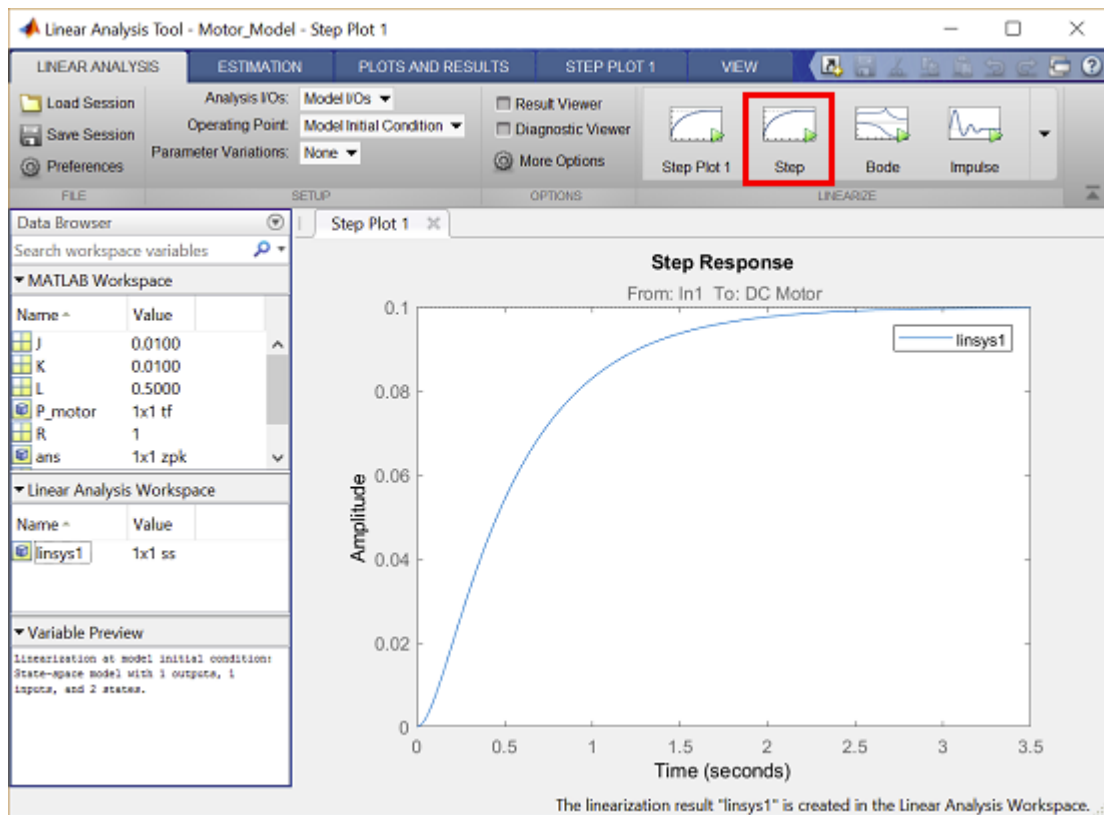 Linear Analysis Tool - Motor_Model - Step Plot 1
LINEAR ANALYSIS ESTIMATION PLOTS AND RESULTS STEP PLOT 1 VIEW
Load Session
Save Session
Preferences
FILE
Analysis I/Os: Model I/Os
Operating Point: Model Initial Condition
Parameter Variations: None
SETUP
Result Viewer
Diagnostic Viewer
More Options
OPTIONS
Step Plot 1 Step Bode Impulse
LINEARIZE
Data Browser
Search workspace variables
MATLAB Workspace
Name Value
J 0.0100
K 0.0100
L 0.5000
P_motor 1x1 tf
R 1
ans 1x1 zpk
Linear Analysis Workspace
Name Value
linsys1 1x1 ss
Variable Preview
Linearization at model initial condition:
State-space model with 1 outputs, 1
inputs, and 2 states.
Step Plot 1
Step Response
From: In1 To: DC Motor
linsys1
Amplitude
0.1
0.08
0.06
0.04
0.02
0
0 0.5 1 1.5 2 2.5 3 3.5
Time (seconds)
The linearization result "linsys1" is created in the Linear Analysis Workspace.